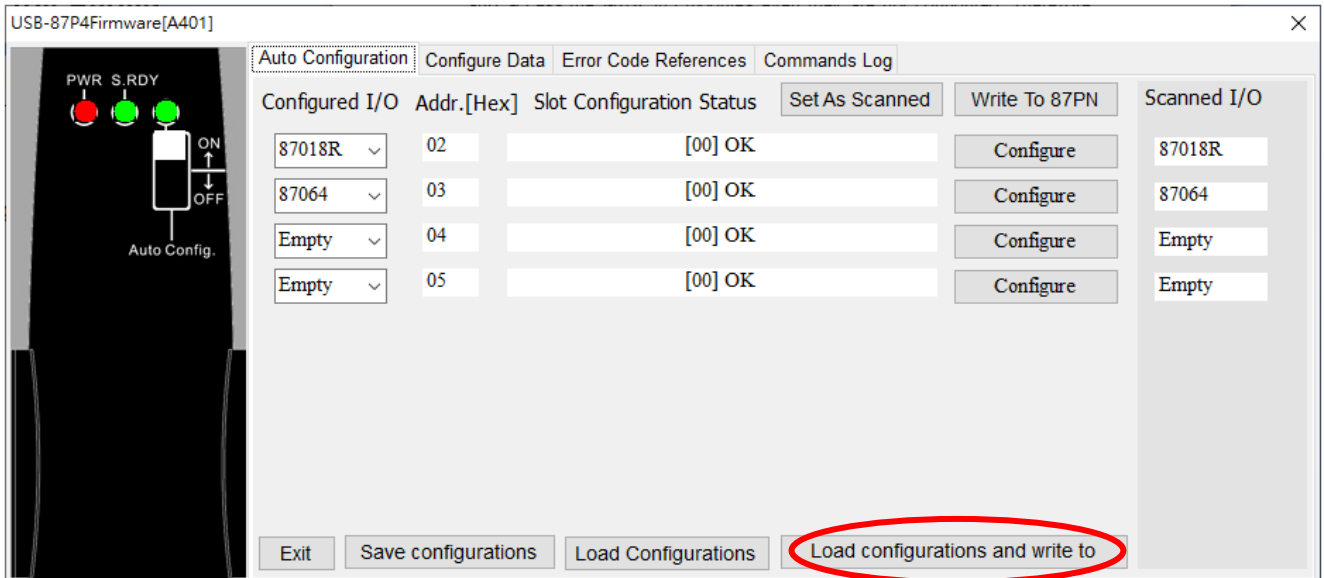 USB-87P4Firmware[A401]
PWR S.RDY
ON
OFF
Auto Config.
Auto Configuration Configure Data Error Code References Commands Log
Configured I/O Addr.[Hex] Slot Configuration Status Set As Scanned Write To 87PN Scanned I/O
87018R 02 [00] OK Configure 87018R
87064 03 [00] OK Configure 87064
Empty 04 [00] OK Configure Empty
Empty 05 [00] OK Configure Empty
Exit Save configurations Load Configurations Load configurations and write to